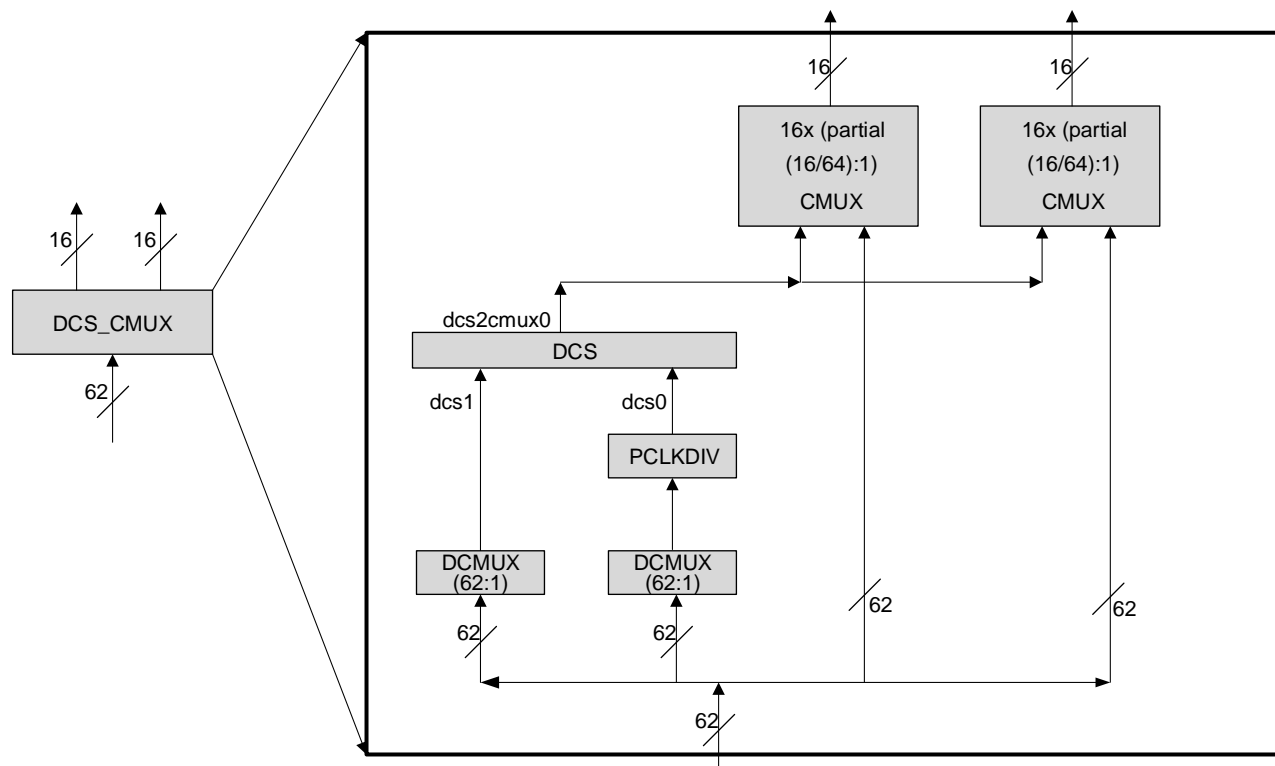 16
16
DCS_CMUX
62
16
16
16x (partial
(16/64):1)
CMUX
16x (partial
(16/64):1)
CMUX
dcs2cmux0
DCS
dcs1
dcs0
PCLKDIV
DCMUX
(62:1)
DCMUX
(62:1)
62
62
62
62
62